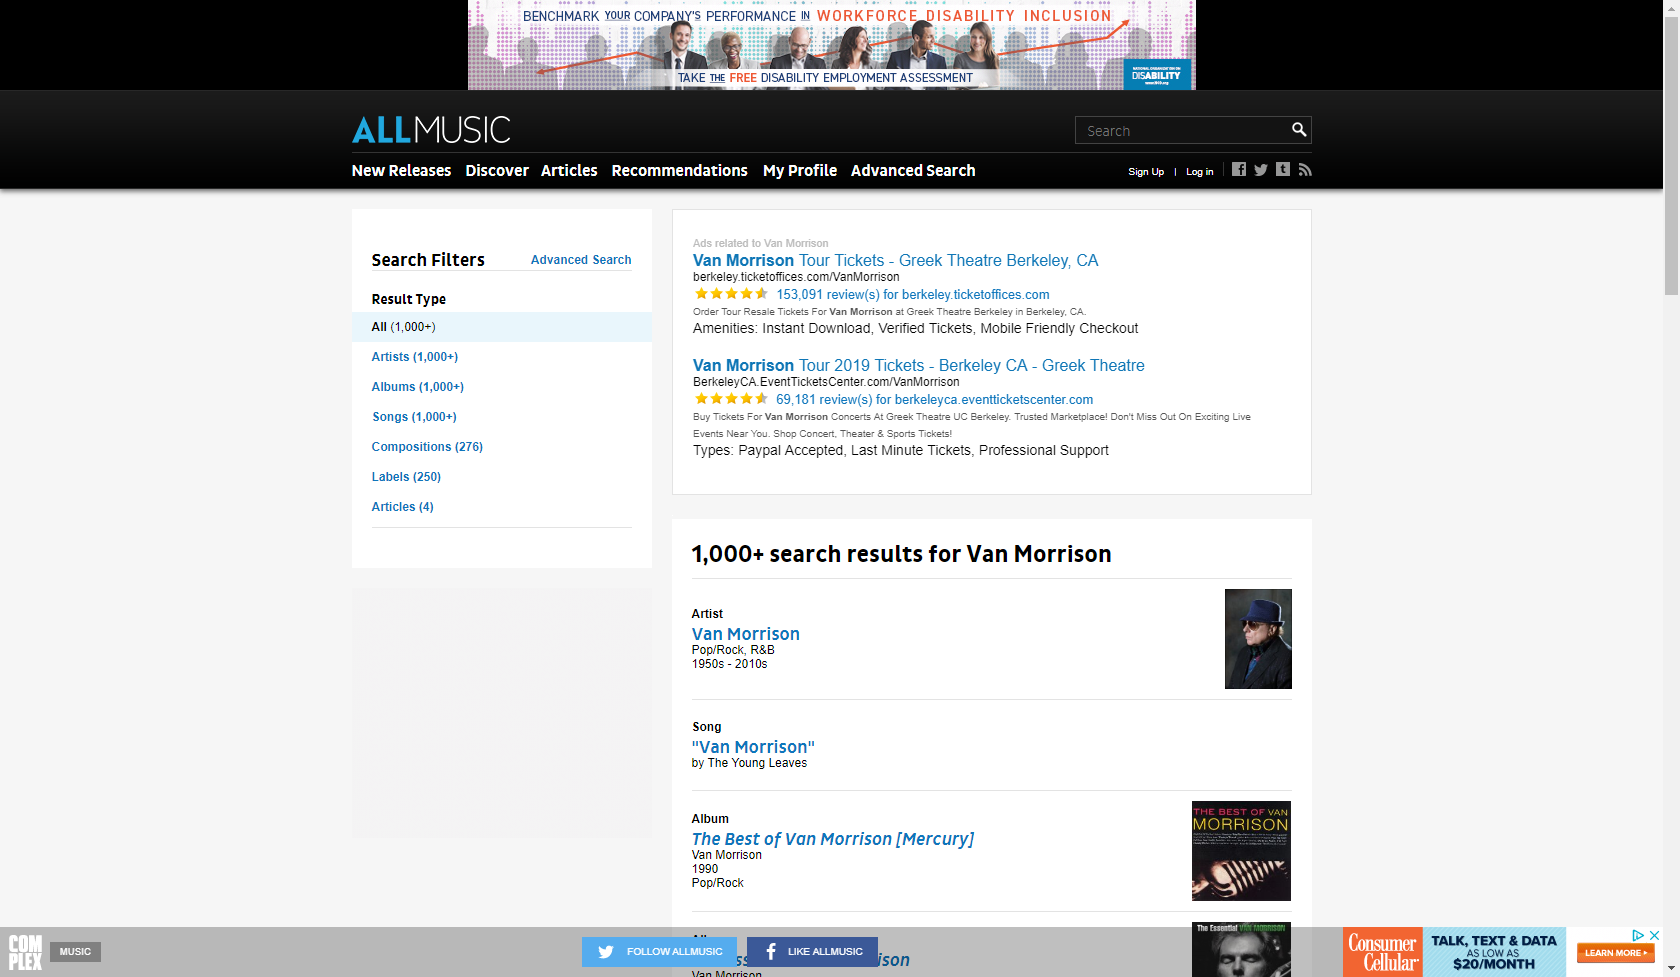 BENCHMARK YOUR COMPANY'S PERFORMANCE IN WORKFORCE DISABILITY INCLUSION
TAKE THE FREE DISABILITY EMPLOYMENT ASSESSMENT
DISABILITY
ALLMUSIC
Search
New Releases Discover Articles Recommendations My Profile Advanced Search
Sign Up | Log in
Search Filters Advanced Search
Result Type
All (1,000+)
Artists (1,000+)
Albums (1,000+)
Songs (1,000+)
Compositions (276)
Labels (250)
Articles (4)
Ads related to Van Morrison
Van Morrison Tour Tickets - Greek Theatre Berkeley, CA
berkeley.ticketoffices.com/VanMorrison
153,091 review(s) for berkeley.ticketoffices.com
Order Tour Resale Tickets For Van Morrison at Greek Theatre Berkeley in Berkeley, CA.
Amenities: Instant Download, Verified Tickets, Mobile Friendly Checkout
Van Morrison Tour 2019 Tickets - Berkeley CA - Greek Theatre
BerkeleyCA.EventTicketsCenter.com/VanMorrison
69,181 review(s) for berkeleyca.eventticketscenter.com
Buy Tickets For Van Morrison Concerts At Greek Theatre UC Berkeley. Trusted Marketplace! Don't Miss Out On Exciting Live
Events Near You. Shop Concert, Theater & Sports Tickets!
Types: Paypal Accepted, Last Minute Tickets, Professional Support
1,000+ search results for Van Morrison
Artist
Van Morrison
Pop/Rock, R&B
1950s - 2010s
Song
"Van Morrison"
by The Young Leaves
Album
The Best of Van Morrison [Mercury]
Van Morrison
1990
Pop/Rock
THE BEST OF VAN
MORRISON
The Essential VAN MORRISON
Van Morrison
COMPLEX
MUSIC
FOLLOW ALLMUSIC
LIKE ALLMUSIC
Consumer
Cellular
TALK, TEXT & DATA
AS LOW AS
$20/MONTH
LEARN MORE